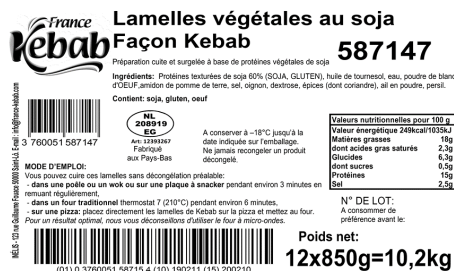 France
Kebab
Lamelles végétales au soja
Façon Kebab
587147
Préparation cuite et surgelée à base de protéines végétales de soja
Ingrédients: Protéines texturées de soja 60% (SOJA, GLUTEN), huile de tournesol, eau, poudre de blanc
d'OEUF,amidon de pomme de terre, sel, oignon, dextrose, épices (dont coriandre), ail en poudre, persil.
Contient: soja, gluten, oeuf
3 760051 587147
NL
208919
EG
Art: 12393267
Fabriqué
aux Pays-Bas
A conserver à –18°C jusqu'à la
date indiquée sur l'emballage.
Ne jamais recongeler un produit
décongelé.
Valeurs nutritionnelles pour 100 g
Valeur énergétique 249kcal/1035kJ
Matières grasses 18g
dont acides gras saturés 2,3g
Glucides 6,3g
dont sucres 0,5g
Protéines 15g
Sel 2,5g
MODE D'EMPLOI:
Vous pouvez cuire ces lamelles sans décongélation préalable:
- dans une poêle ou un wok ou sur une plaque à snacker pendant environ 3 minutes en
remuant régulièrement,
- dans un four traditionnel thermostat 7 (210°C) pendant environ 6 minutes,
- sur une pizza: placez directement les lamelles de Kebab sur la pizza et mettez au four.
Pour un résultat optimal, nous vous déconseillons d'utiliser le four à micro-ondes.
N° DE LOT:
A consommer de
préférence avant le:
Poids net:
12x850g=10,2kg
(01) 0 3760051 58715 4 (10) 190211 (15) 200210